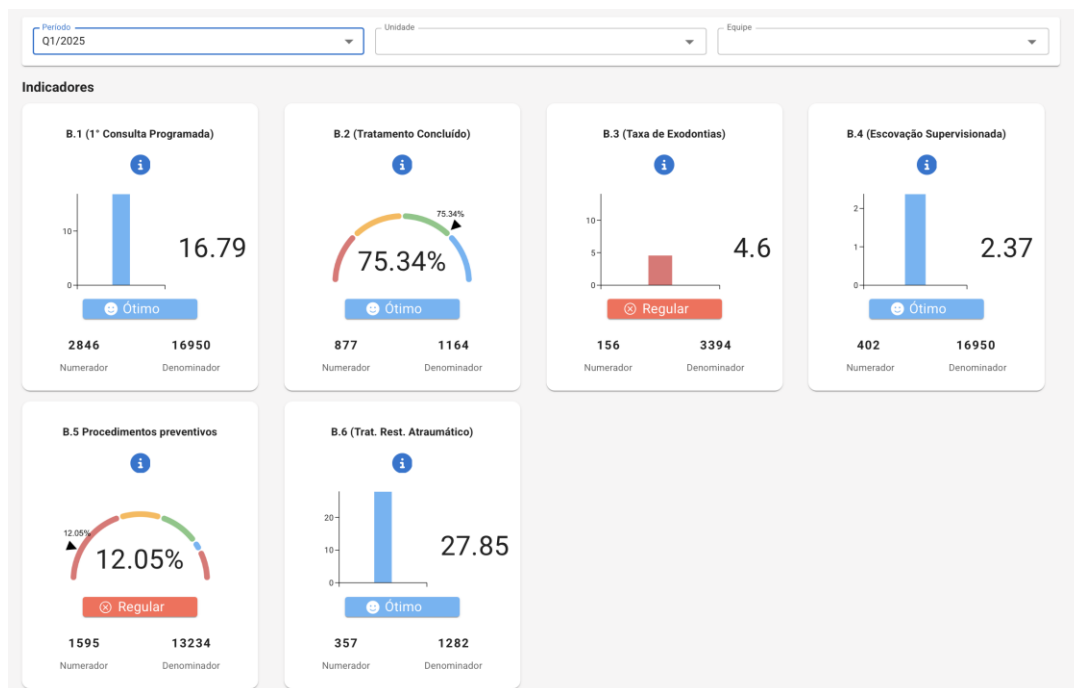 Período
Q1/2025
Unidade
Equipe
Indicadores
B.1 (1° Consulta Programada)
10
0
16.79
Ótimo
2846 16950
Numerador Denominador
B.2 (Tratamento Concluído)
75.34%
75.34%
Ótimo
877 1164
Numerador Denominador
B.3 (Taxa de Exodontias)
10
5
0
4.6
Regular
156 3394
Numerador Denominador
B.4 (Escovação Supervisionada)
2
1
0
2.37
Ótimo
402 16950
Numerador Denominador
B.5 Procedimentos preventivos
12.05%
12.05%
Regular
1595 13234
Numerador Denominador
B.6 (Trat. Rest. Atraumático)
20
10
0
27.85
Ótimo
357 1282
Numerador Denominador